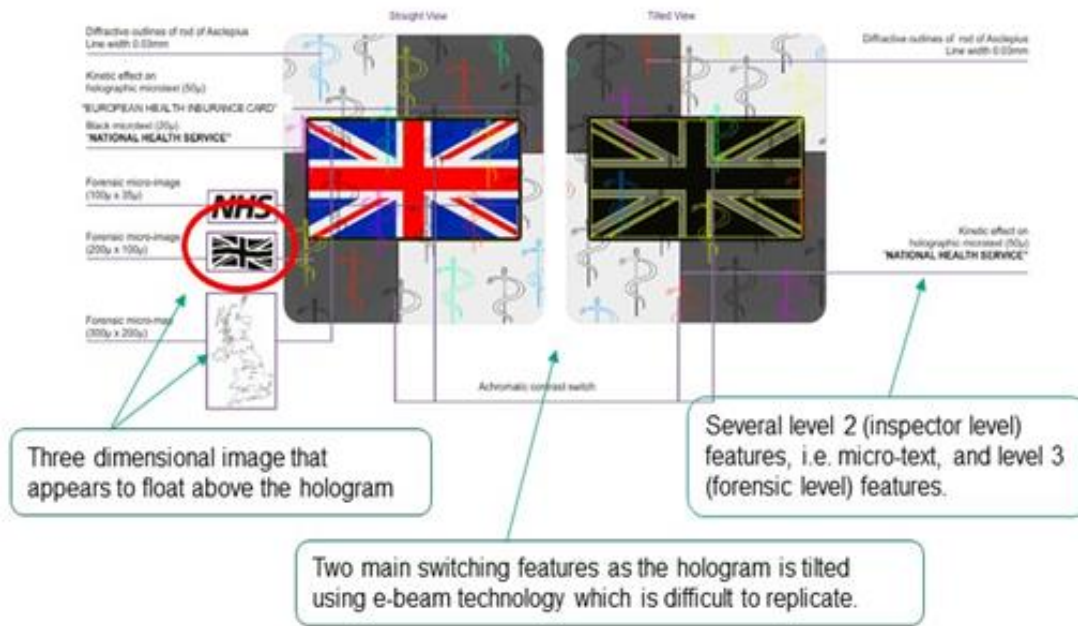 Straight View
Tilted View
Diffractive outlines of rod of Asclepius
Line width 0.03mm
Kinetic effect on
holographic microtext (50µ)
"EUROPEAN HEALTH INSURANCE CARD"
Black microtext (20µ)
"NATIONAL HEALTH SERVICE"
Forensic micro-image
(100µ x 35µ)
NHS
Forensic micro-image
(200µ x 100µ)
Forensic micro-map
(300µ x 200µ)
Diffractive outlines of rod of Asclepius
Line width 0.03mm
Kinetic effect on
holographic microtext (50µ)
"NATIONAL HEALTH SERVICE"
Achromatic contrast switch
Three dimensional image that
appears to float above the hologram
Several level 2 (inspector level)
features, i.e. micro-text, and level 3
(forensic level) features.
Two main switching features as the hologram is tilted
using e-beam technology which is difficult to replicate.